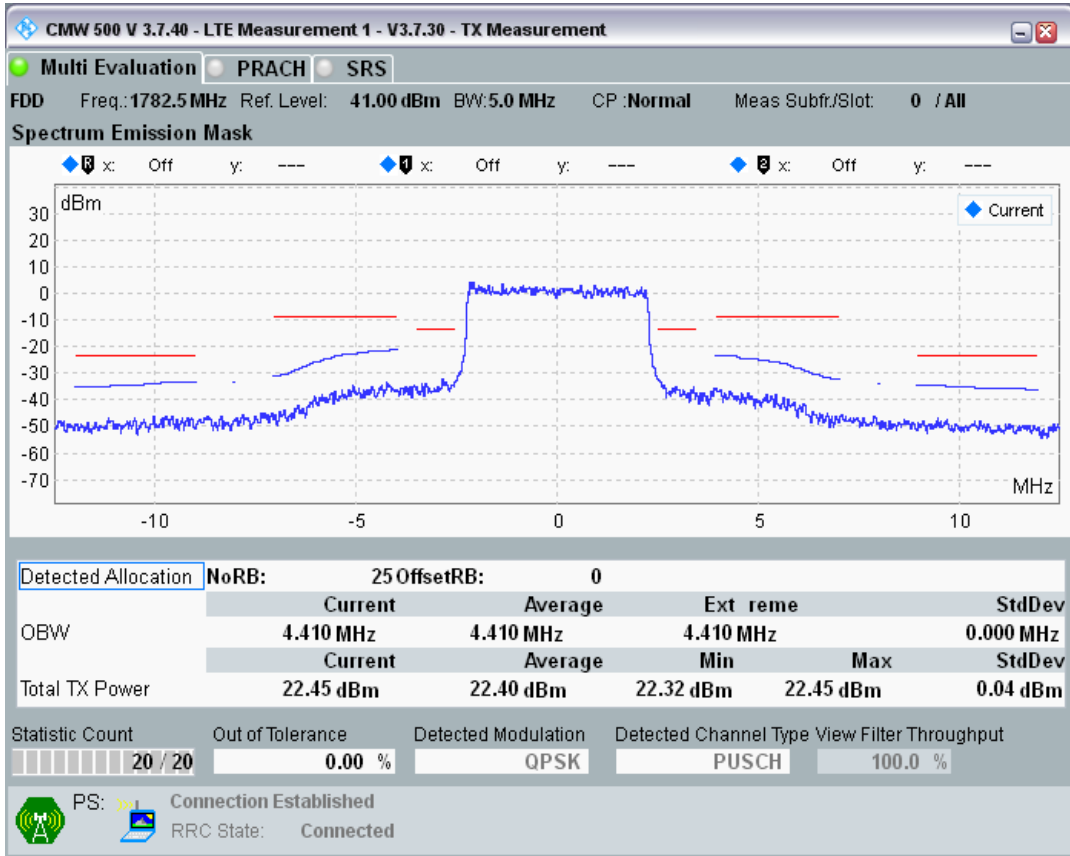 CMW 500 V 3.7.40 - LTE Measurement 1 - V3.7.30 - TX Measurement
Multi Evaluation PRACH SRS
FDD Freq.:1782.5 MHz Ref. Level: 41.00 dBm BW:5.0 MHz CP :Normal Meas Subfr./Slot: 0 / All
Spectrum Emission Mask
R x: Off y: --- 1 x: Off y: --- 2 x: Off y: ---
dBm
Current
30
20
10
0
-10
-20
-30
-40
-50
-60
-70
MHz
-10 -5 0 5 10
Detected Allocation NoRB: 25 OffsetRB: 0
Current Average Ext reme StdDev
OBW 4.410 MHz 4.410 MHz 4.410 MHz 0.000 MHz
Current Average Min Max StdDev
Total TX Power 22.45 dBm 22.40 dBm 22.32 dBm 22.45 dBm 0.04 dBm
Statistic Count Out of Tolerance Detected Modulation Detected Channel Type View Filter Throughput
20 / 20 0.00 % QPSK PUSCH 100.0 %
PS: Connection Established
RRC State: Connected